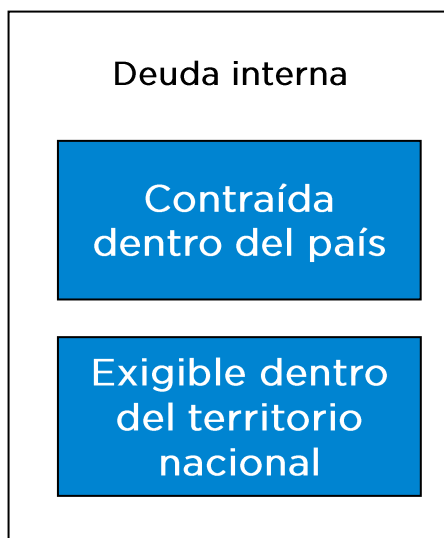 Deuda interna
Contraída
dentro del país
Exigible dentro
del territorio
nacional